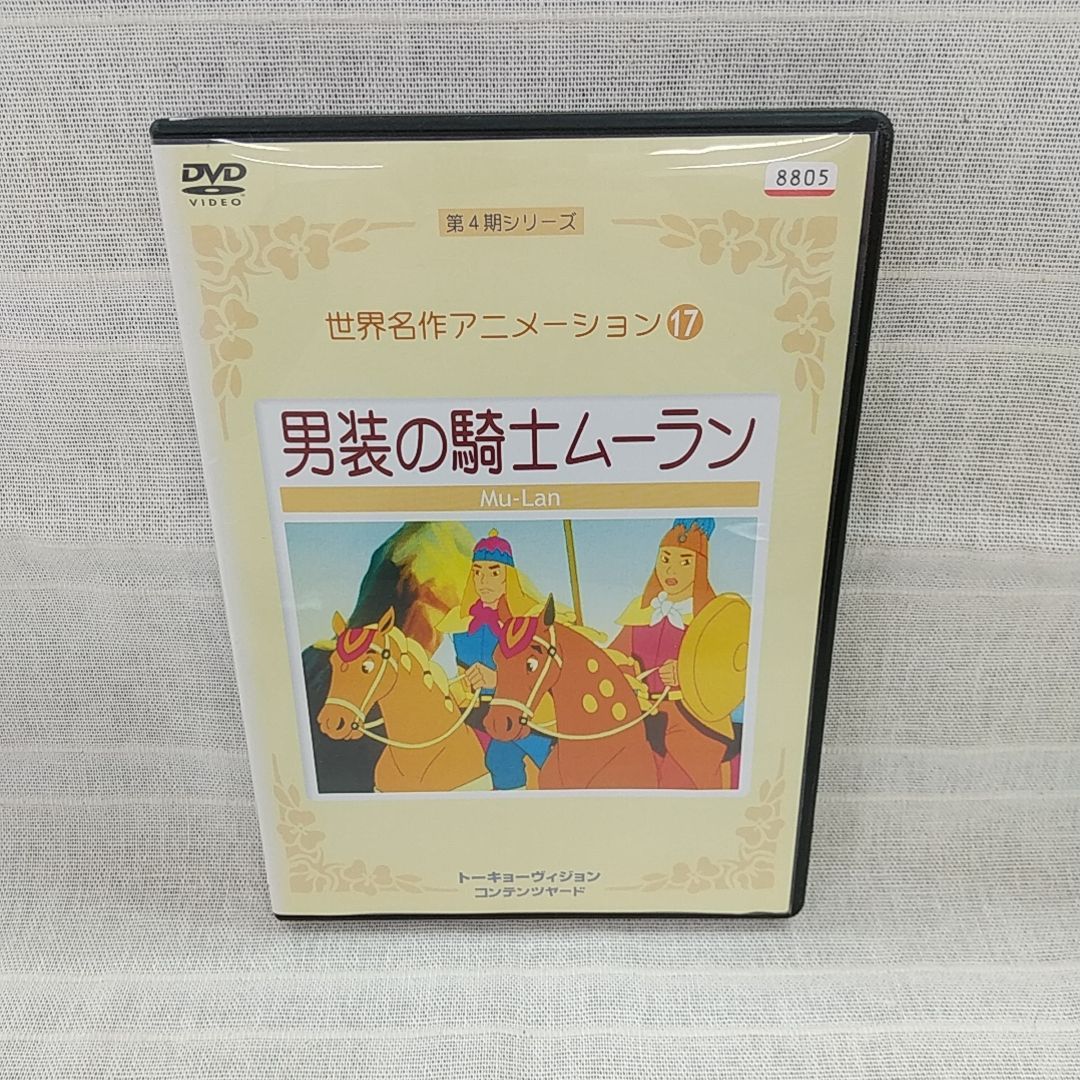 DVD
VIDEO
8805
第4期シリーズ
世界名作アニメーション17
男装の騎士ムーラン
Mu-Lan
トーキョーヴィジョン
コンテンツヤード